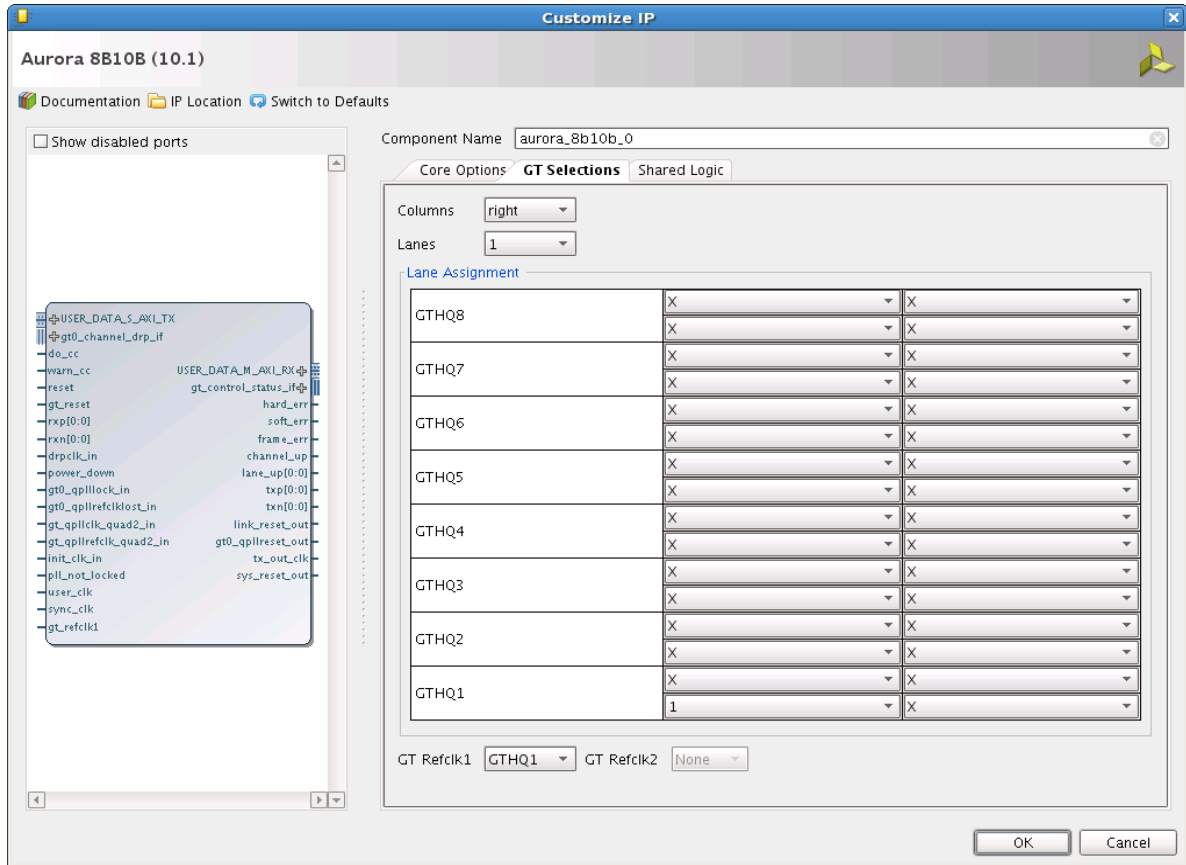 Customize IP
Aurora 8B10B (10.1)
Documentation IP Location Switch to Defaults
Show disabled ports
USER_DATA_S_AXI_TX
gt0_channel_drp_if
do_cc
warn_cc
reset
gt_reset
rxp[0:0]
rxn[0:0]
drpclk_in
power_down
gt0_qplllock_in
gt0_qpllrefclklost_in
gt_qpllclk_quad2_in
gt_qpllrefclk_quad2_in
init_clk_in
pll_not_locked
user_clk
sync_clk
gt_refclk1
USER_DATA_M_AXI_RX
gt_control_status_if
hard_err
soft_err
frame_err
channel_up
lane_up[0:0]
txp[0:0]
txn[0:0]
link_reset_out
gt0_qpllreset_out
tx_out_clk
sys_reset_out
Component Name aurora_8b10b_0
Core Options GT Selections Shared Logic
Columns right
Lanes 1
Lane Assignment
GTHQ8
X X
X X
GTHQ7
X X
X X
GTHQ6
X X
X X
GTHQ5
X X
X X
GTHQ4
X X
X X
GTHQ3
X X
X X
GTHQ2
X X
X X
GTHQ1
X X
1 X
GT Refclk1 GTHQ1 GT Refclk2 None
OK Cancel